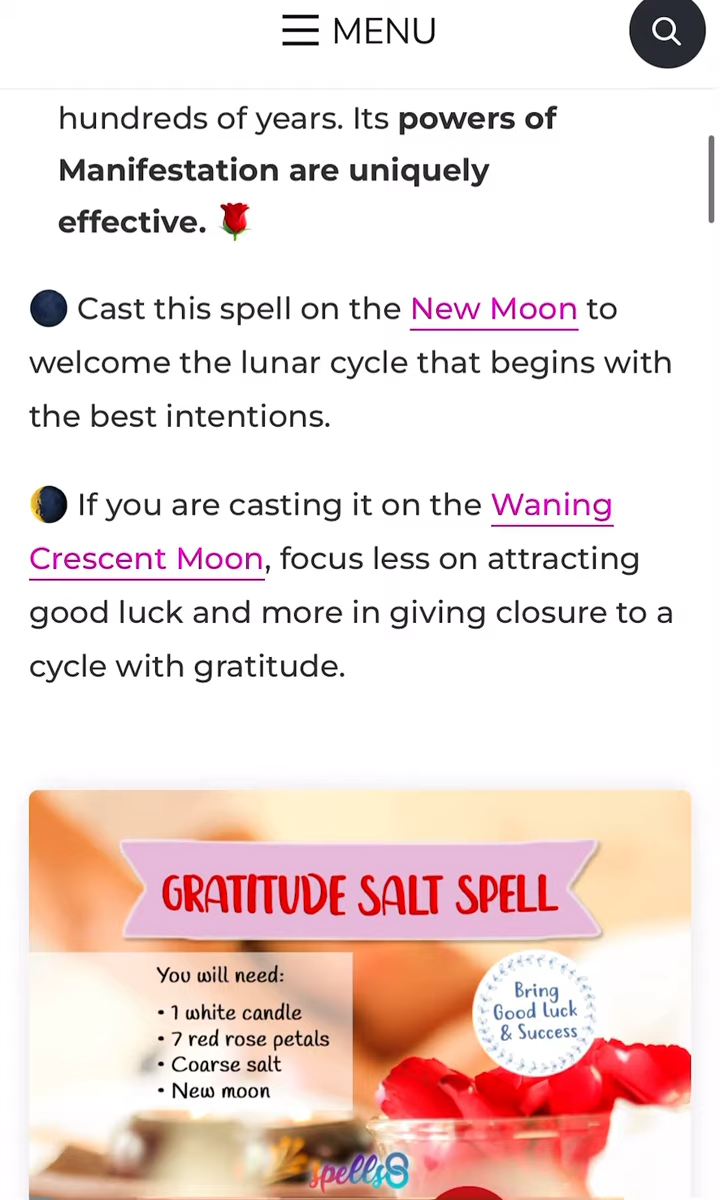 MENU
hundreds of years. Its powers of
Manifestation are uniquely
effective. 🌹
🌑 Cast this spell on the New Moon to
welcome the lunar cycle that begins with
the best intentions.
🌘 If you are casting it on the Waning
Crescent Moon, focus less on attracting
good luck and more in giving closure to a
cycle with gratitude.
GRATITUDE SALT SPELL
You will need:
• 1 white candle
• 7 red rose petals
• Coarse salt
• New moon
Bring
Good luck
& Success
spells8